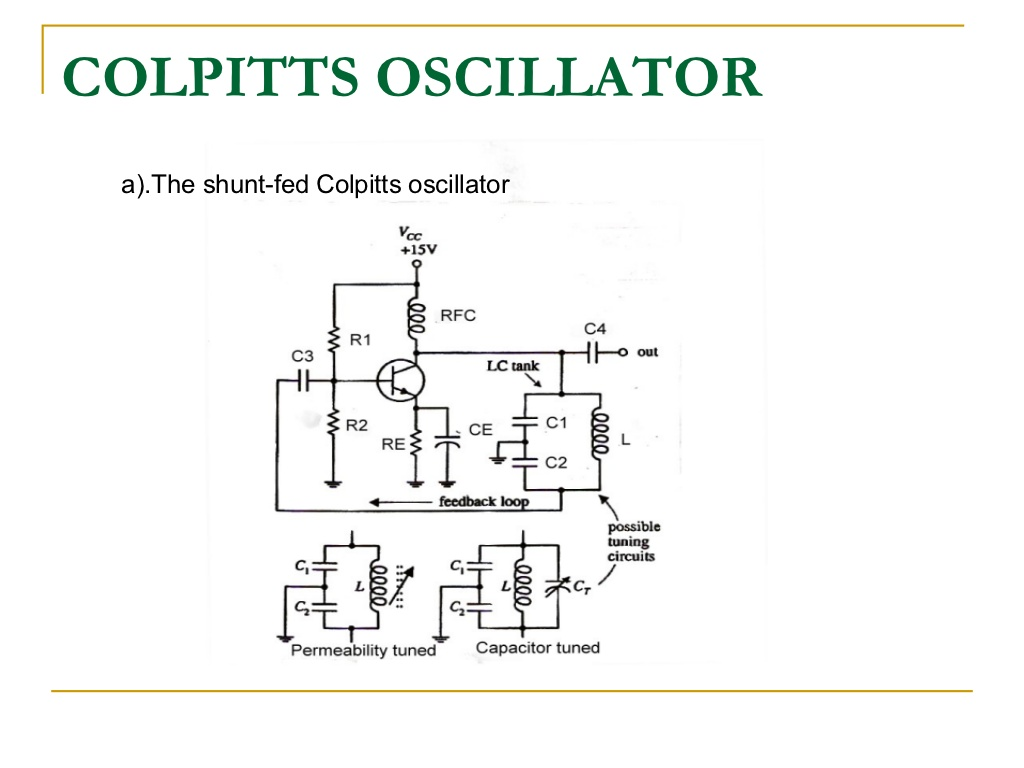 COLPITTS OSCILLATOR
a).The shunt-fed Colpitts oscillator
Vcc
+15V
RFC
R1
C3
C4
out
LC tank
R2
CE
C1
RE
L
C2
feedback loop
possible
tuning
circuits
C₁
L
C₂
C₁
L
C_T
C₂
Permeability tuned
Capacitor tuned